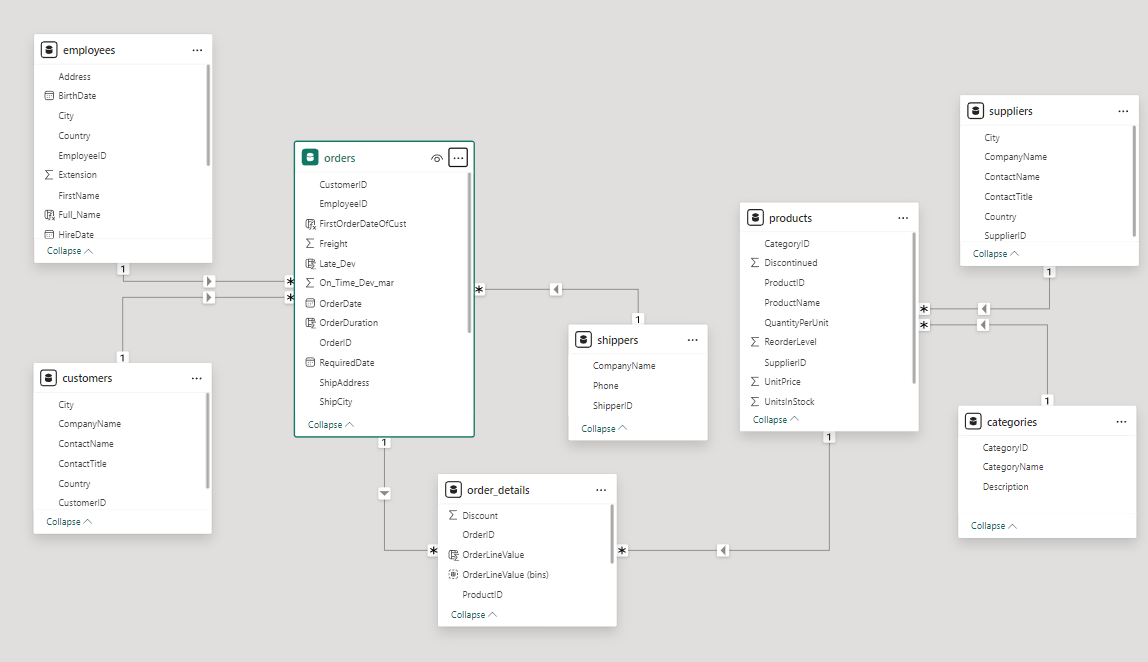 employees
Address
BirthDate
City
Country
EmployeeID
Extension
FirstName
Full_Name
HireDate
Collapse
1
*
*
1
customers
City
CompanyName
ContactName
ContactTitle
Country
CustomerID
Collapse
orders
CustomerID
EmployeeID
FirstOrderDateOfCust
Freight
Late_Dev
On_Time_Dev_mar
OrderDate
OrderDuration
OrderID
RequiredDate
ShipAddress
ShipCity
Collapse
1
*
1
shippers
CompanyName
Phone
ShipperID
Collapse
order_details
Discount
OrderID
OrderLineValue
OrderLineValue (bins)
ProductID
Collapse
*
*
products
CategoryID
Discontinued
ProductID
ProductName
QuantityPerUnit
ReorderLevel
SupplierID
UnitPrice
UnitsInStock
Collapse
1
*
*
suppliers
City
CompanyName
ContactName
ContactTitle
Country
SupplierID
Collapse
1
1
categories
CategoryID
CategoryName
Description
Collapse